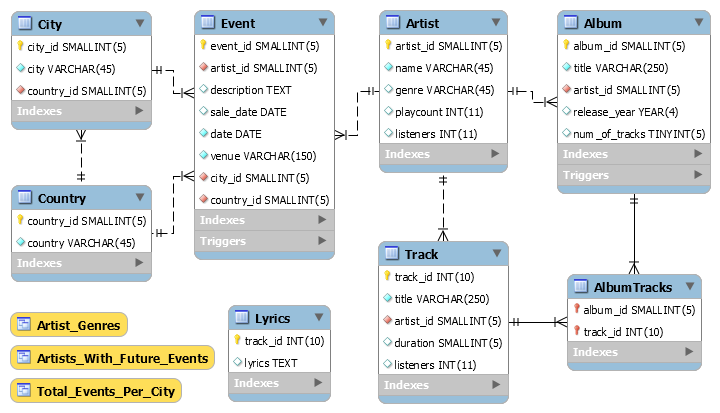 City
city_id SMALLINT(5)
city VARCHAR(45)
country_id SMALLINT(5)
Indexes
Country
country_id SMALLINT(5)
country VARCHAR(45)
Indexes
Event
event_id SMALLINT(5)
artist_id SMALLINT(5)
description TEXT
sale_date DATE
date DATE
venue VARCHAR(150)
city_id SMALLINT(5)
country_id SMALLINT(5)
Indexes
Triggers
Artist
artist_id SMALLINT(5)
name VARCHAR(45)
genre VARCHAR(45)
playcount INT(11)
listeners INT(11)
Indexes
Album
album_id SMALLINT(5)
title VARCHAR(250)
artist_id SMALLINT(5)
release_year YEAR(4)
num_of_tracks TINYINT(5)
Indexes
Triggers
Track
track_id INT(10)
title VARCHAR(250)
artist_id SMALLINT(5)
duration SMALLINT(5)
listeners INT(11)
Indexes
AlbumTracks
album_id SMALLINT(5)
track_id INT(10)
Indexes
Lyrics
track_id INT(10)
lyrics TEXT
Indexes
Artist_Genres
Artists_With_Future_Events
Total_Events_Per_City